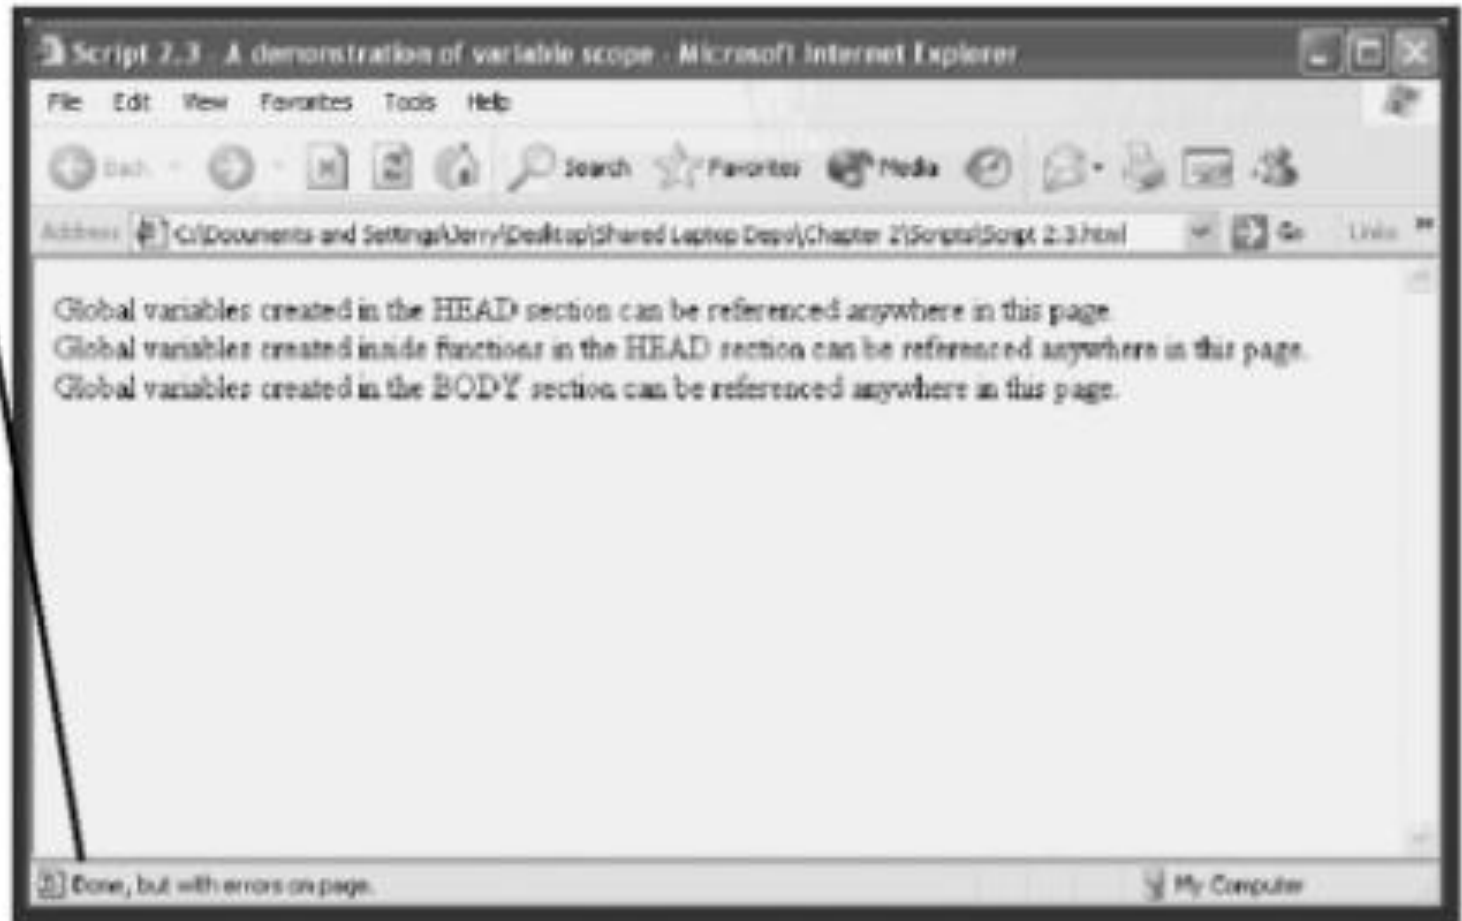 Script 2.3 - A demonstration of variable scope - Microsoft Internet Explorer
File Edit View Favorites Tools Help
Back Search Favorites Media
Address C:\Documents and Settings\Jerry\Desktop\Shared Laptop Depo\Chapter 2\Scripts\Script 2.3.html Go Links »
Global variables created in the HEAD section can be referenced anywhere in this page.
Global variables created inside functions in the HEAD section can be referenced anywhere in this page.
Global variables created in the BODY section can be referenced anywhere in this page.
Done, but with errors on page. My Computer